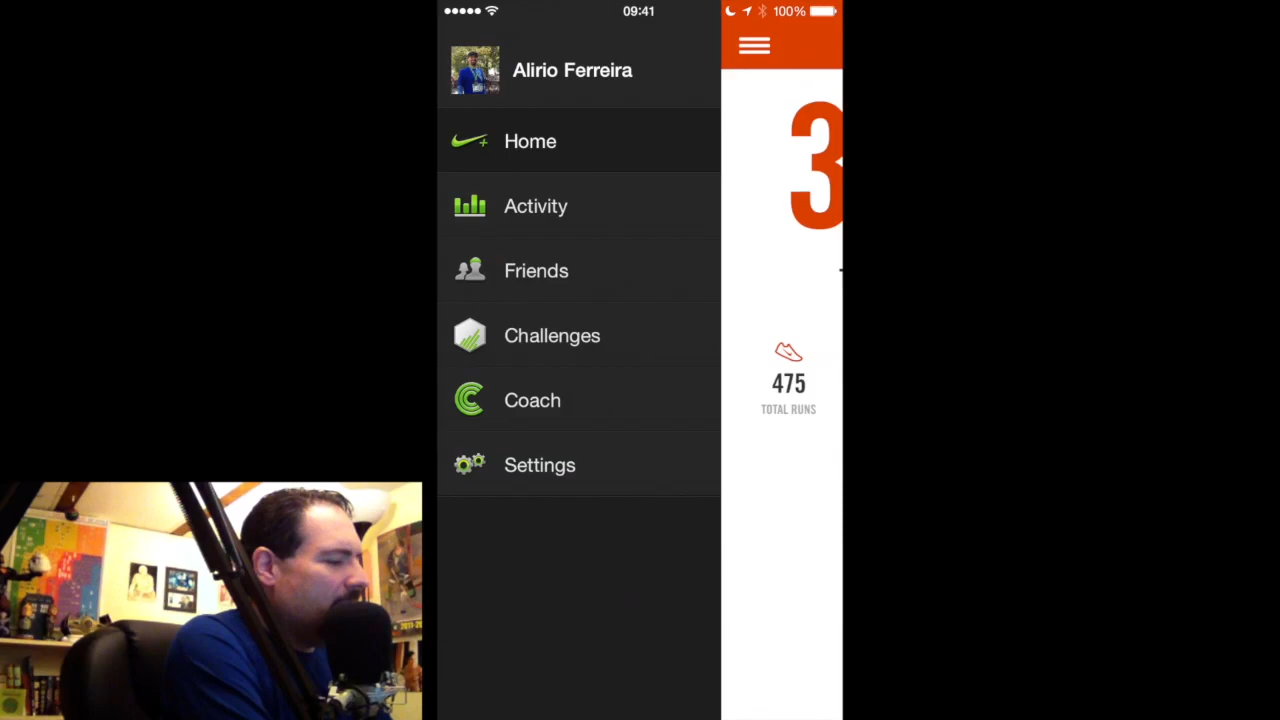 09:41
100%
Alirio Ferreira
Home
Activity
Friends
Challenges
Coach
Settings
3
475
TOTAL RUNS